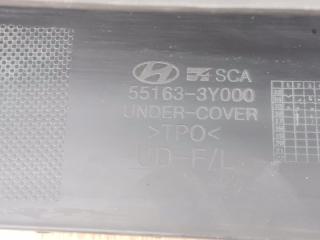 SCA
55163-3Y000
UNDER-COVER
>TPO<
UD-F/L